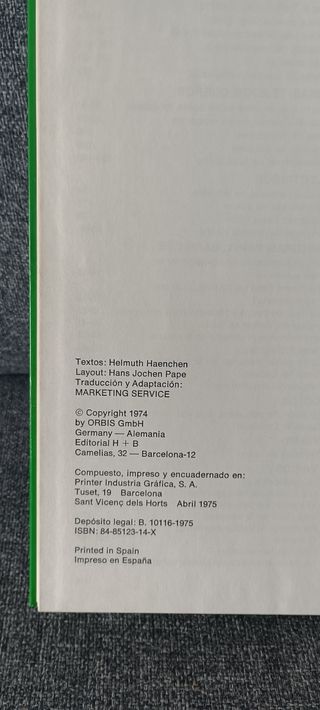 Textos: Helmuth Haenchen
Layout: Hans Jochen Pape
Traducción y Adaptación:
MARKETING SERVICE
© Copyright 1974
by ORBIS GmbH
Germany — Alemania
Editorial H + B
Camelias, 32 — Barcelona-12
Compuesto, impreso y encuadernado en:
Printer Industria Gráfica, S. A.
Tuset, 19 Barcelona
Sant Vicenç dels Horts Abril 1975
Depósito legal: B. 10116-1975
ISBN: 84-85123-14-X
Printed in Spain
Impreso en España